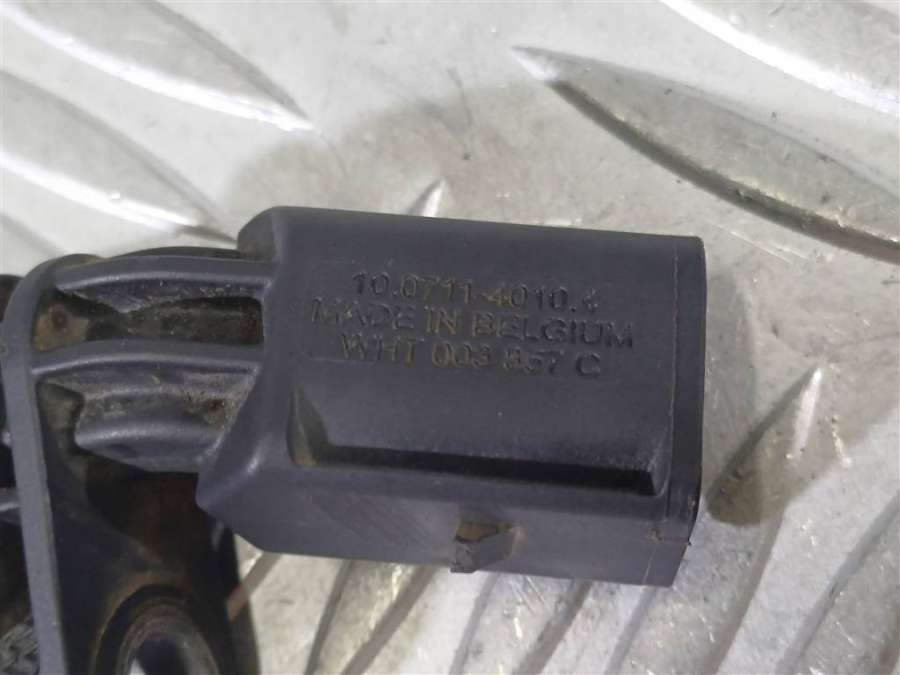 10.0711-4010.4
MADE IN BELGIUM
WHT 003 857 C